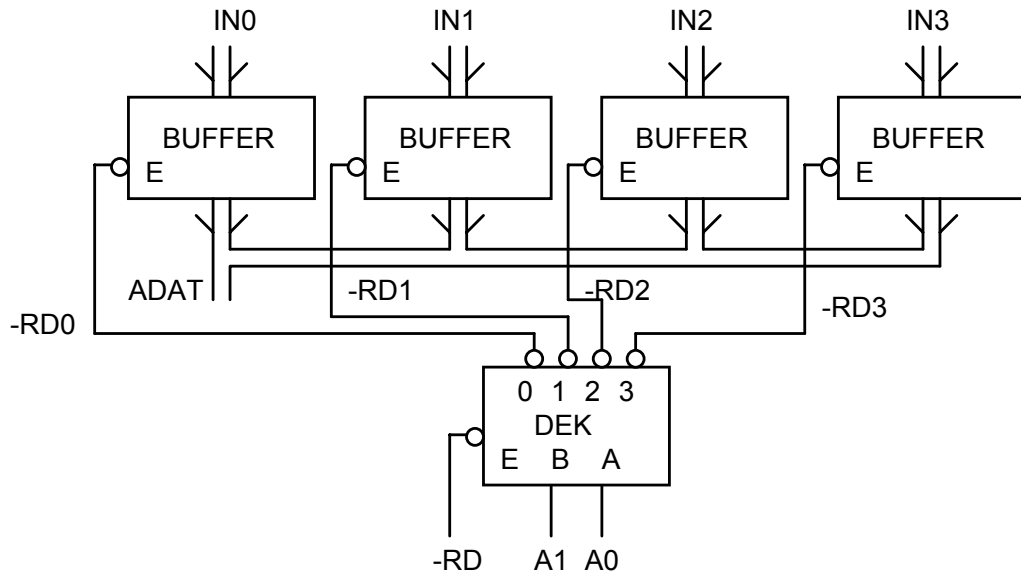 IN0 IN1 IN2 IN3
BUFFER BUFFER BUFFER BUFFER
E E E E
ADAT -RD1 -RD2 -RD3
-RD0
0 1 2 3
DEK
E B A
-RD A1 A0